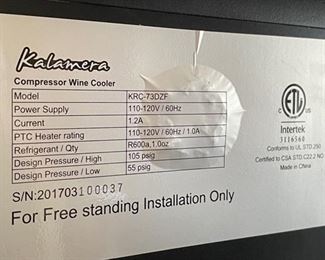 Kalamera
Compressor Wine Cooler
Model KRC-73DZF
Power Supply 110-120V / 60Hz
Current 1.2A
PTC Heater rating 110-120V / 60Hz / 1.0A
Refrigerant / Qty R600a,1.0oz
Design Pressure / High 105 psig
Design Pressure / Low 55 psig
S/N:201703100037
For Free standing Installation Only
ETL
C US
Intertek
3116560
Conforms to UL STD.250
Certified to CSA STD.C22.2 NO
Made in China